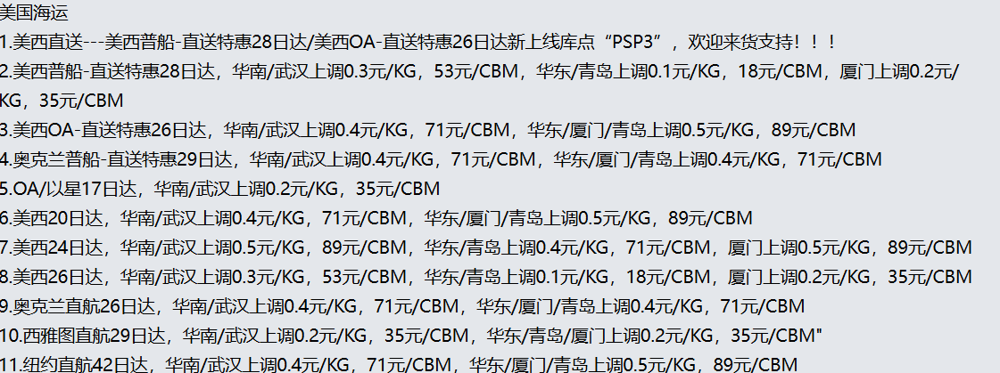 美国海运
1.美西直送---美西普船-直送特惠28日达/美西OA-直送特惠26日达新上线库点“PSP3”，欢迎来货支持！！！
2.美西普船-直送特惠28日达，华南/武汉上调0.3元/KG，53元/CBM，华东/青岛上调0.1元/KG，18元/CBM，厦门上调0.2元/
KG，35元/CBM
3.美西OA-直送特惠26日达，华南/武汉上调0.4元/KG，71元/CBM，华东/厦门/青岛上调0.5元/KG，89元/CBM
4.奥克兰普船-直送特惠29日达，华南/武汉上调0.4元/KG，71元/CBM，华东/厦门/青岛上调0.4元/KG，71元/CBM
5.OA/以星17日达，华南/武汉上调0.2元/KG，35元/CBM
6.美西20日达，华南/武汉上调0.4元/KG，71元/CBM，华东/厦门/青岛上调0.5元/KG，89元/CBM
7.美西24日达，华南/武汉上调0.5元/KG，89元/CBM，华东/青岛上调0.4元/KG，71元/CBM，厦门上调0.5元/KG，89元/CBM
8.美西26日达，华南/武汉上调0.3元/KG，53元/CBM，华东/青岛上调0.1元/KG，18元/CBM，厦门上调0.2元/KG，35元/CBM
9.奥克兰直航26日达，华南/武汉上调0.4元/KG，71元/CBM，华东/厦门/青岛上调0.4元/KG，71元/CBM
10.西雅图直航29日达，华南/武汉上调0.2元/KG，35元/CBM，华东/青岛/厦门上调0.2元/KG，35元/CBM"
11.纽约直航42日达，华南/武汉上调0.4元/KG，71元/CBM，华东/厦门/青岛上调0.5元/KG，89元/CBM